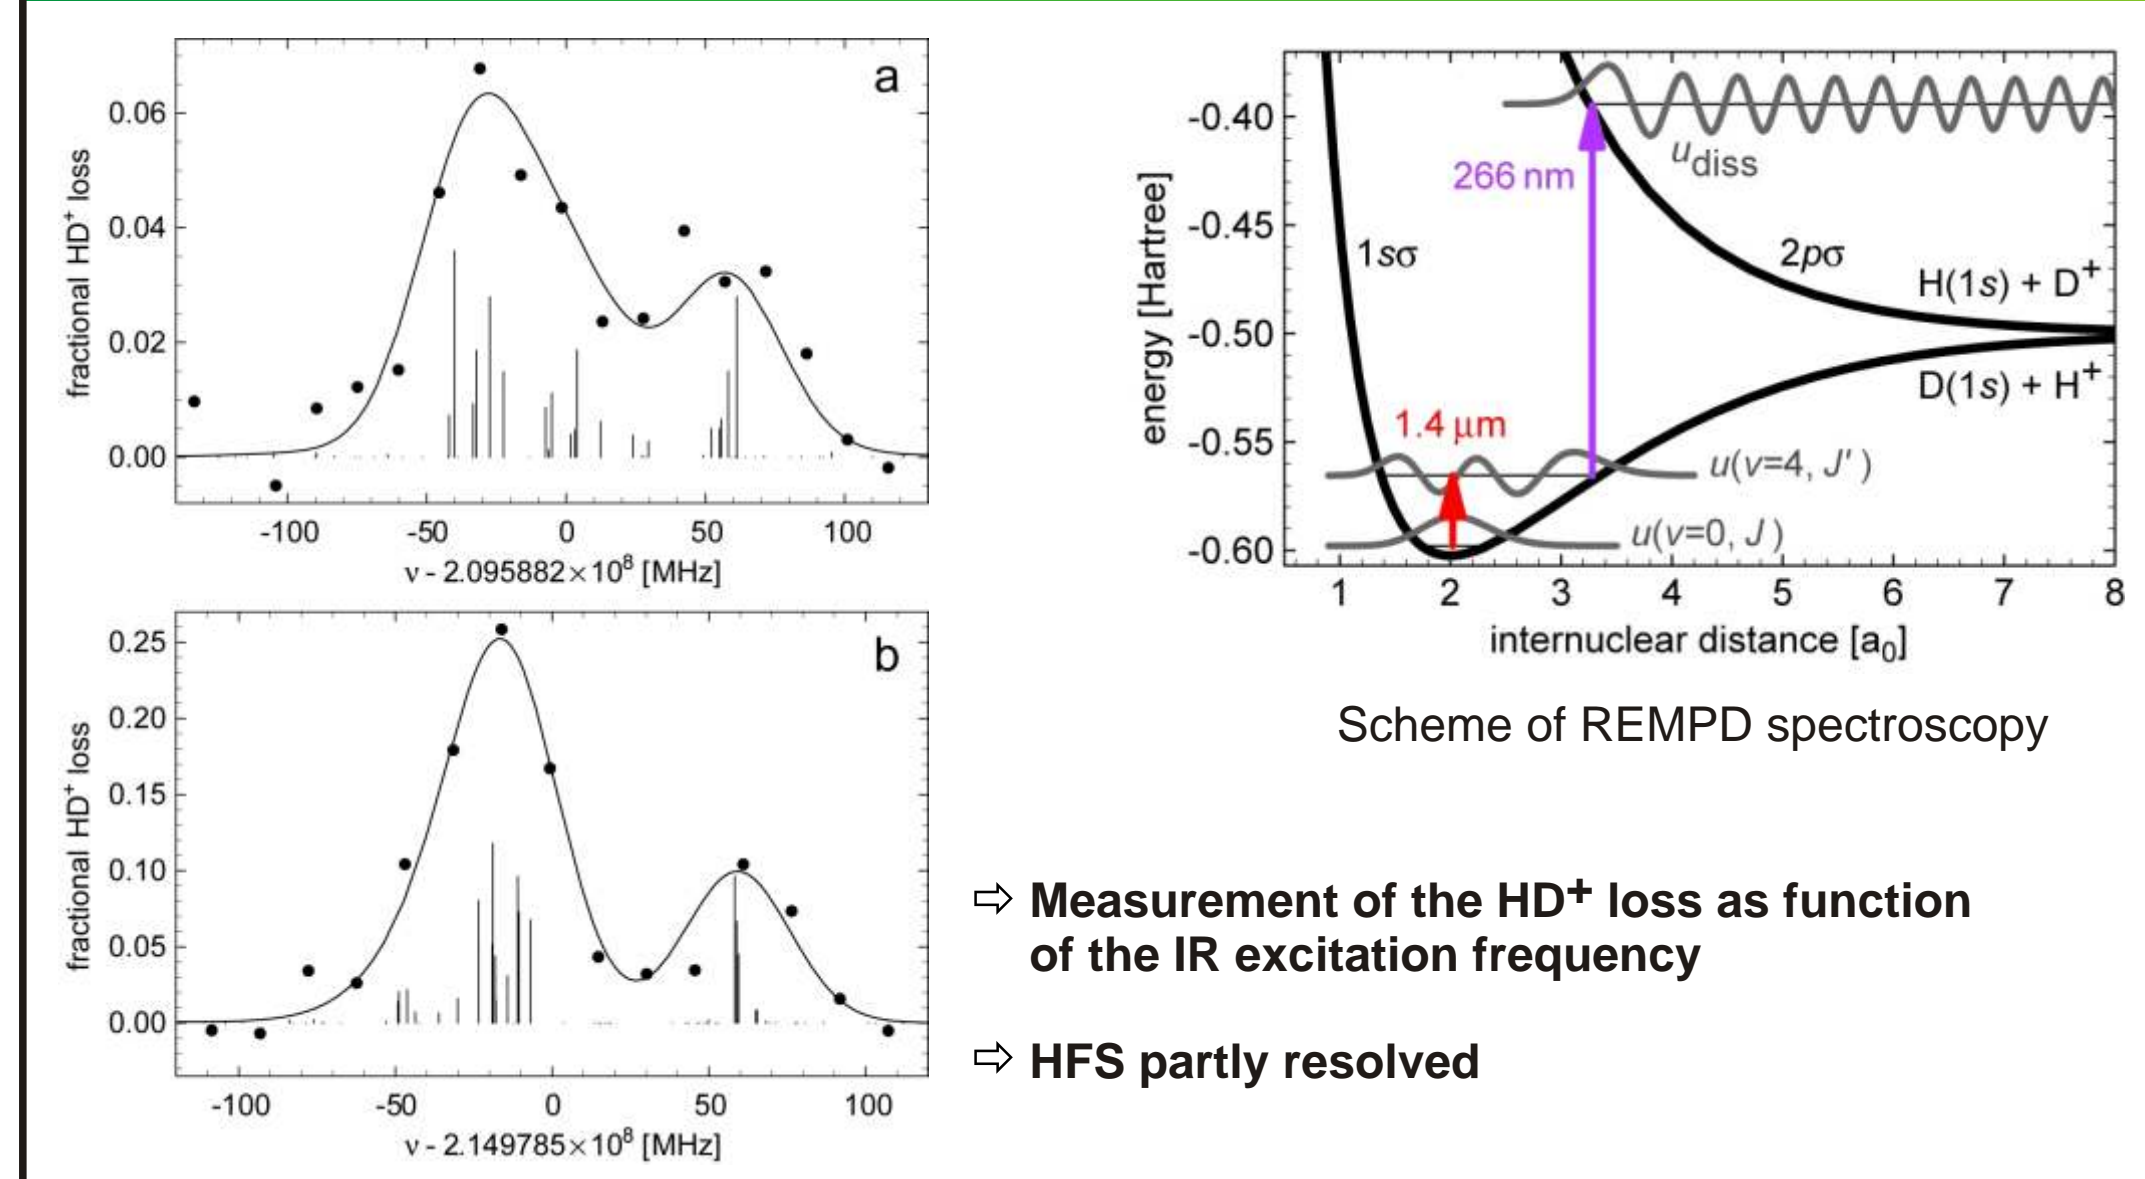 a
fractional HD⁺ loss
0.06
0.04
0.02
0.00
-100 -50 0 50 100
ν - 2.095882×10⁸ [MHz]
b
fractional HD⁺ loss
0.25
0.20
0.15
0.10
0.05
0.00
-100 -50 0 50 100
ν - 2.149785×10⁸ [MHz]
energy [Hartree]
-0.40
-0.45
-0.50
-0.55
-0.60
u_diss
266 nm
1sσ
2pσ
H(1s) + D⁺
D(1s) + H⁺
1.4 μm
u(v=4, J′)
u(v=0, J)
1 2 3 4 5 6 7 8
internuclear distance [a₀]
Scheme of REMPD spectroscopy
⇨ Measurement of the HD⁺ loss as function
of the IR excitation frequency
⇨ HFS partly resolved